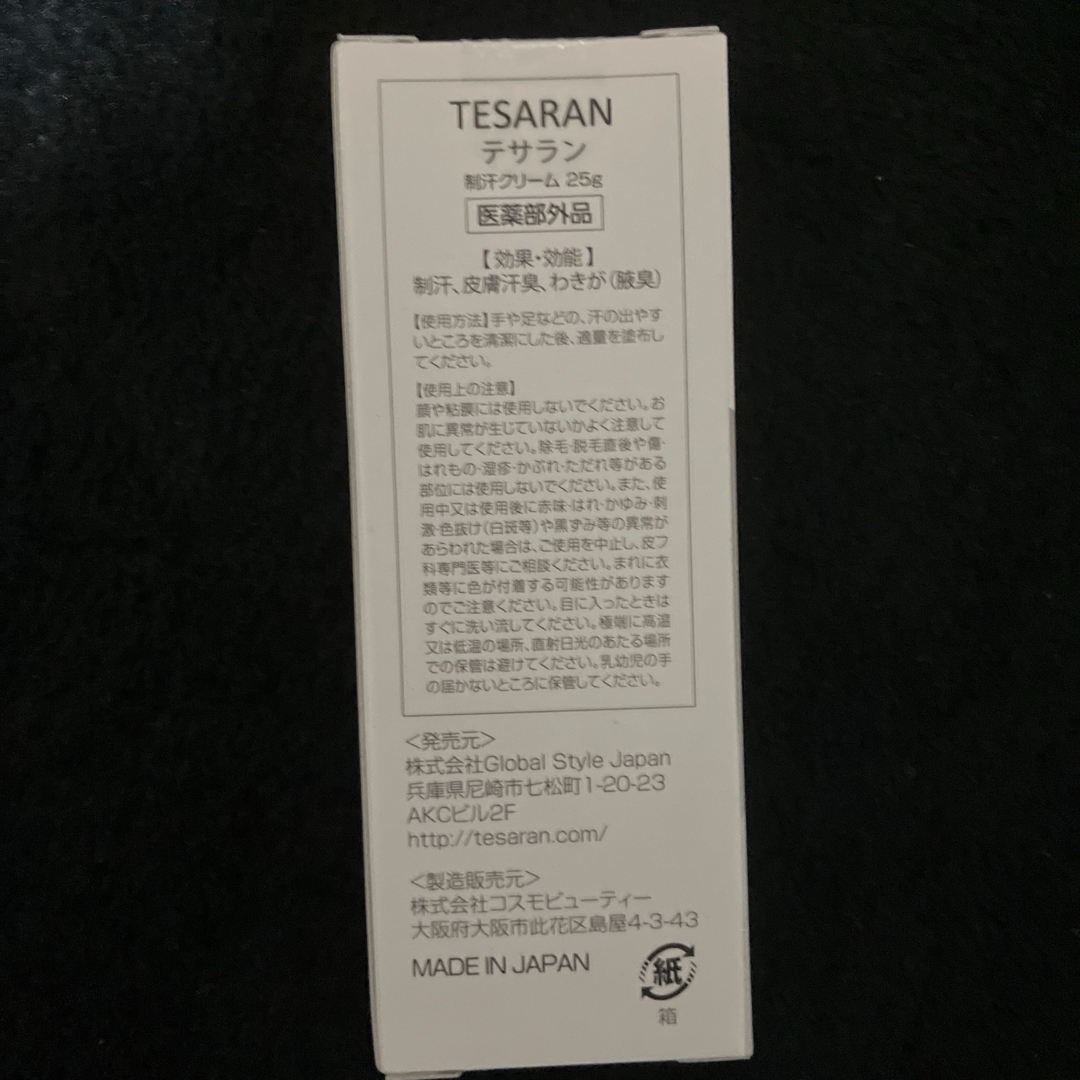 TESARAN
テサラン
制汗クリーム 25g
医薬部外品
【効果・効能】
制汗、皮膚汗臭、わきが（腋臭）
【使用方法】手や足などの、汗の出やす
いところを清潔にした後、適量を塗布し
てください。
【使用上の注意】
顔や粘膜には使用しないでください。お
肌に異常が生じていないかよく注意して
使用してください。除毛・脱毛直後や傷・
はれもの・湿疹・かぶれ・ただれ等がある
部位には使用しないでください。また、使
用中又は使用後に赤味・はれ・かゆみ・刺
激・色抜け（白斑等）や黒ずみ等の異常が
あらわれた場合は、ご使用を中止し、皮フ
科専門医等にご相談ください。まれに衣
類等に色が付着する可能性があります
のでご注意ください。目に入ったときは
すぐに洗い流してください。極端に高温
又は低温の場所、直射日光のあたる場所
での保管は避けてください。乳幼児の手
の届かないところに保管してください。
＜発売元＞
株式会社Global Style Japan
兵庫県尼崎市七松町1-20-23
AKCビル2F
http://tesaran.com/
＜製造販売元＞
株式会社コスモビューティー
大阪府大阪市此花区島屋4-3-43
MADE IN JAPAN
紙
箱